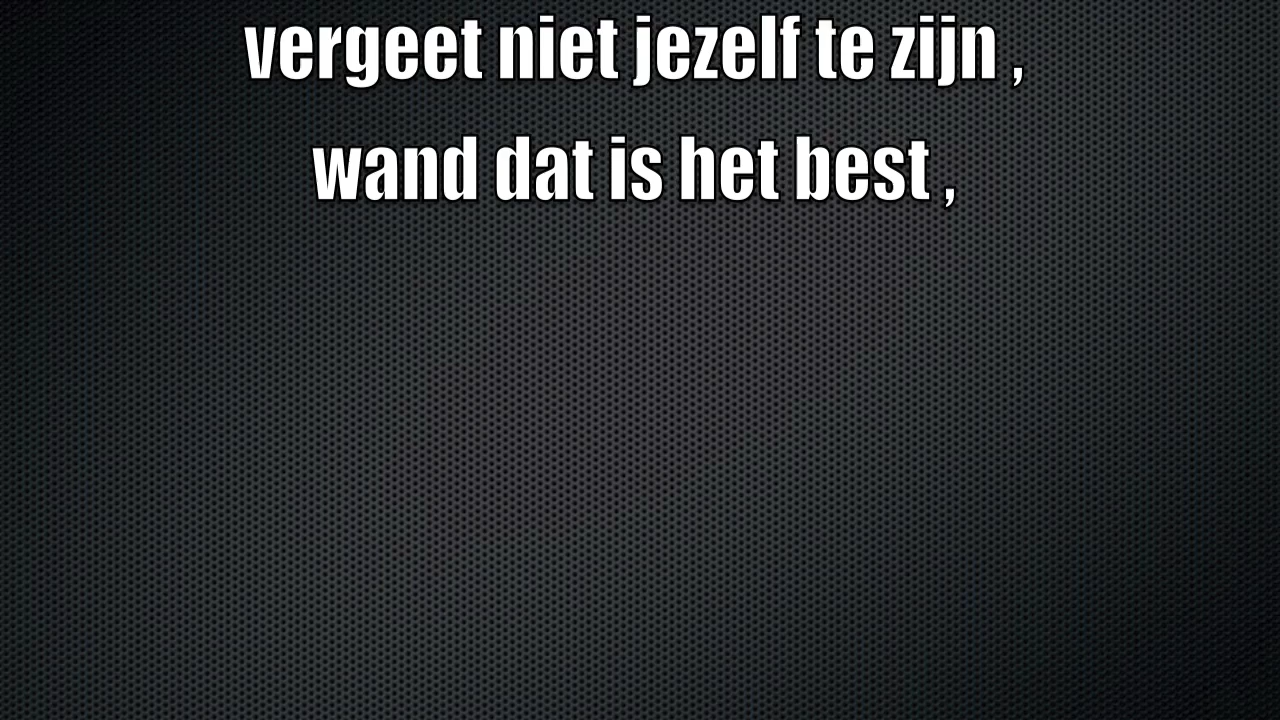 vergeet niet jezelf te zijn ,
wand dat is het best ,